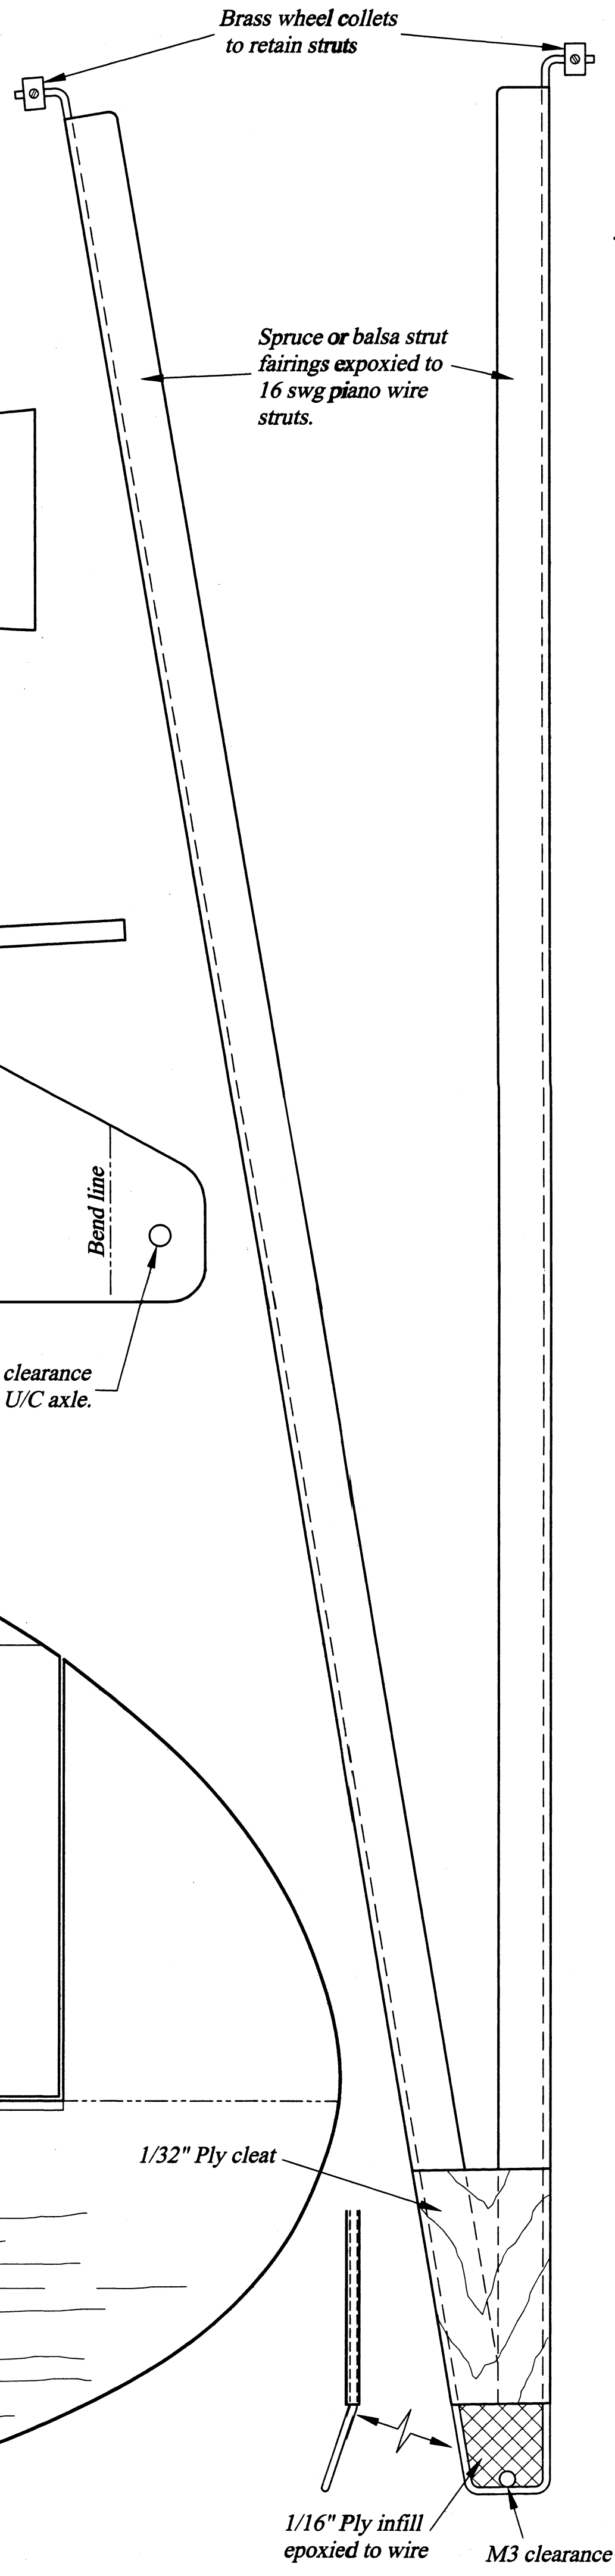 Brass wheel collets
to retain struts
Spruce or balsa strut
fairings expoxied to
16 swg piano wire
struts.
Bend line
clearance
U/C axle.
1/32" Ply cleat
1/16" Ply infill
epoxied to wire
M3 clearance